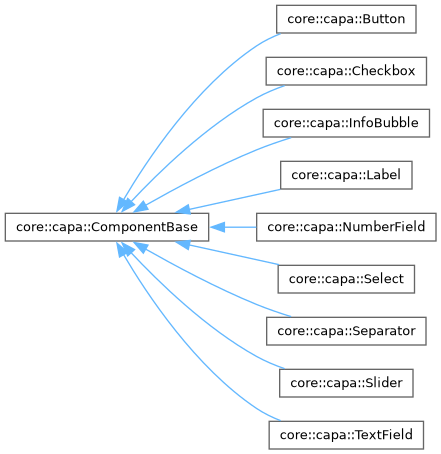 core::capa::Button
core::capa::Checkbox
core::capa::InfoBubble
core::capa::Label
core::capa::ComponentBase
core::capa::NumberField
core::capa::Select
core::capa::Separator
core::capa::Slider
core::capa::TextField